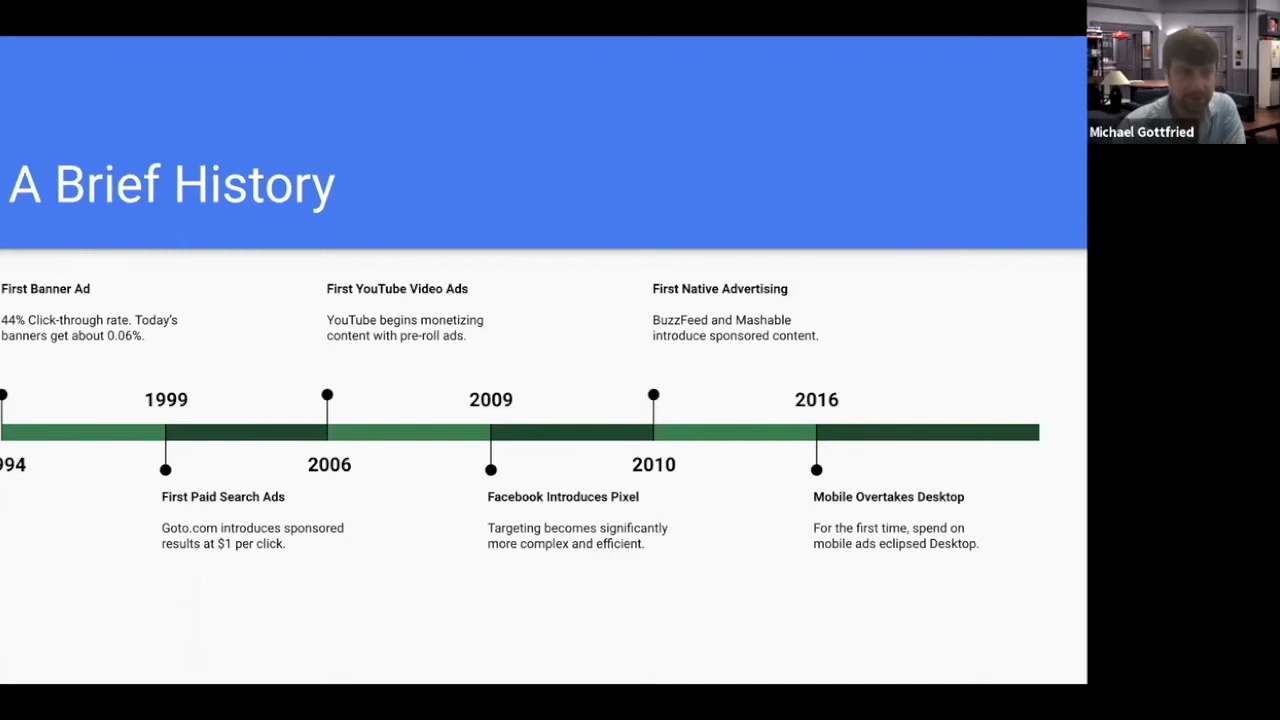 Michael Gottfried
A Brief History
First Banner Ad
44% Click-through rate. Today's
banners get about 0.06%.
First YouTube Video Ads
YouTube begins monetizing
content with pre-roll ads.
First Native Advertising
BuzzFeed and Mashable
introduce sponsored content.
1999
2009
2016
994
2006
2010
First Paid Search Ads
Goto.com introduces sponsored
results at $1 per click.
Facebook Introduces Pixel
Targeting becomes significantly
more complex and efficient.
Mobile Overtakes Desktop
For the first time, spend on
mobile ads eclipsed Desktop.